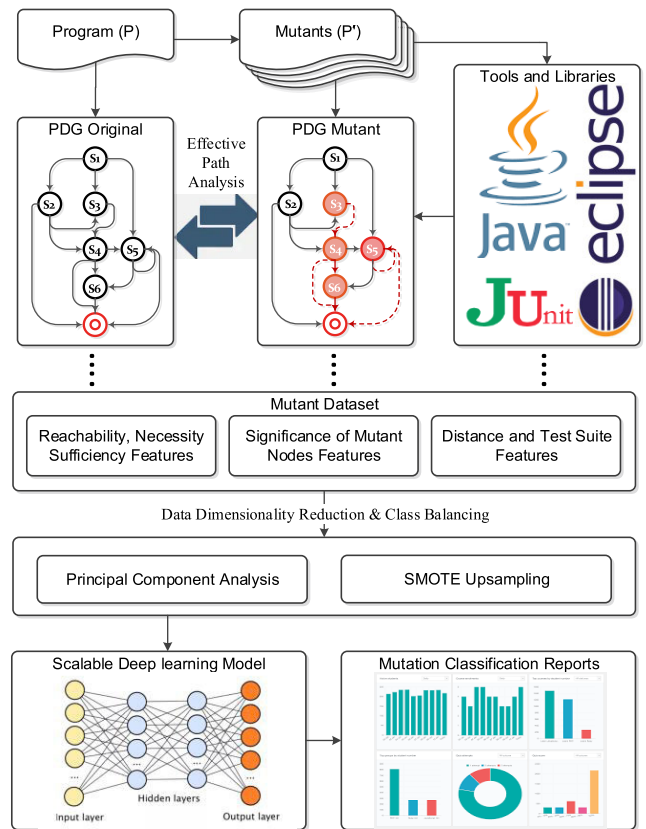 Program (P)
Mutants (P')
Tools and Libraries
Java™
eclipse
JUnit
PDG Original
S1
S2
S3
S4
S5
S6
Effective
Path
Analysis
PDG Mutant
S1
S2
S3
S4
S5
S6
Mutant Dataset
Reachability, Necessity
Sufficiency Features
Significance of Mutant
Nodes Features
Distance and Test Suite
Features
Data Dimensionality Reduction & Class Balancing
Principal Component Analysis
SMOTE Upsampling
Scalable Deep learning Model
...
...
...
...
Input layer
Hidden layers
Output layer
Mutation Classification Reports